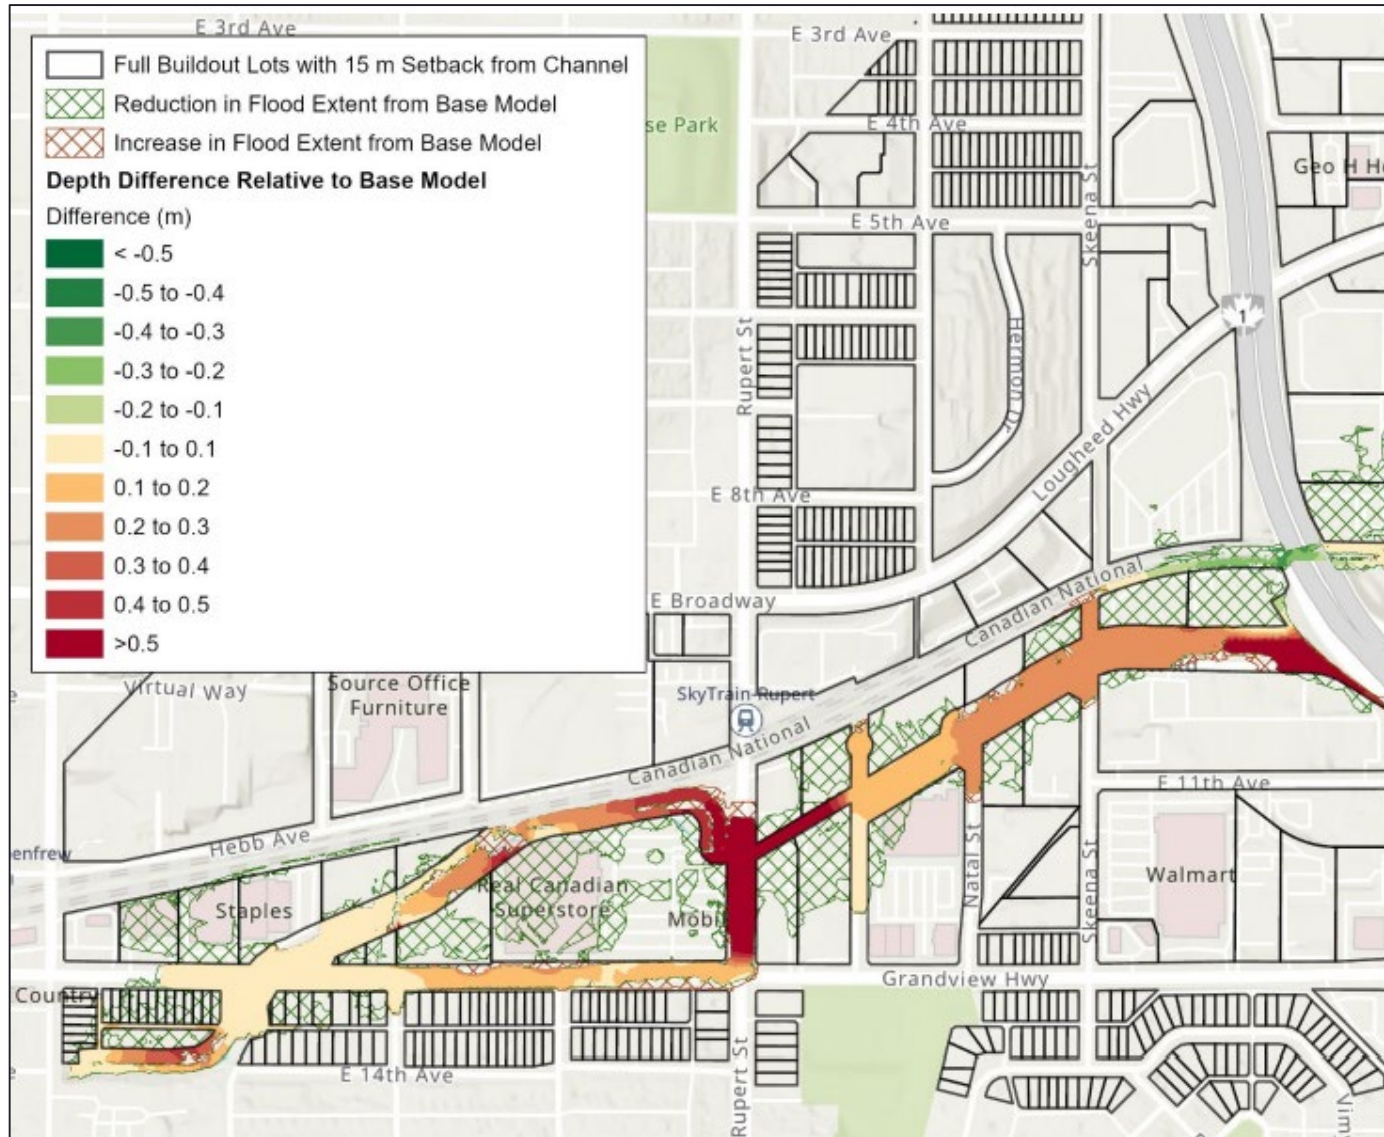 E 3rd Ave
E 3rd Ave
Full Buildout Lots with 15 m Setback from Channel
Reduction in Flood Extent from Base Model
Increase in Flood Extent from Base Model
Depth Difference Relative to Base Model
Difference (m)
< -0.5
-0.5 to -0.4
-0.4 to -0.3
-0.3 to -0.2
-0.2 to -0.1
-0.1 to 0.1
0.1 to 0.2
0.2 to 0.3
0.3 to 0.4
0.4 to 0.5
>0.5
se Park
E 4th Ave
Geo H He
Skeena St
E 5th Ave
1
Rupert St
Hermon Dr
Lougheed Hwy
E 8th Ave
Canadian National
E Broadway
Virtual Way
Source Office
Furniture
SkyTrain-Rupert
Canadian National
E 11th Ave
Hebb Ave
enfrew
Natal St
Skeena St
Walmart
Staples
Real Canadian
Superstore
Mobil
Grandview Hwy
Country
E 14th Ave
Rupert St
Vim